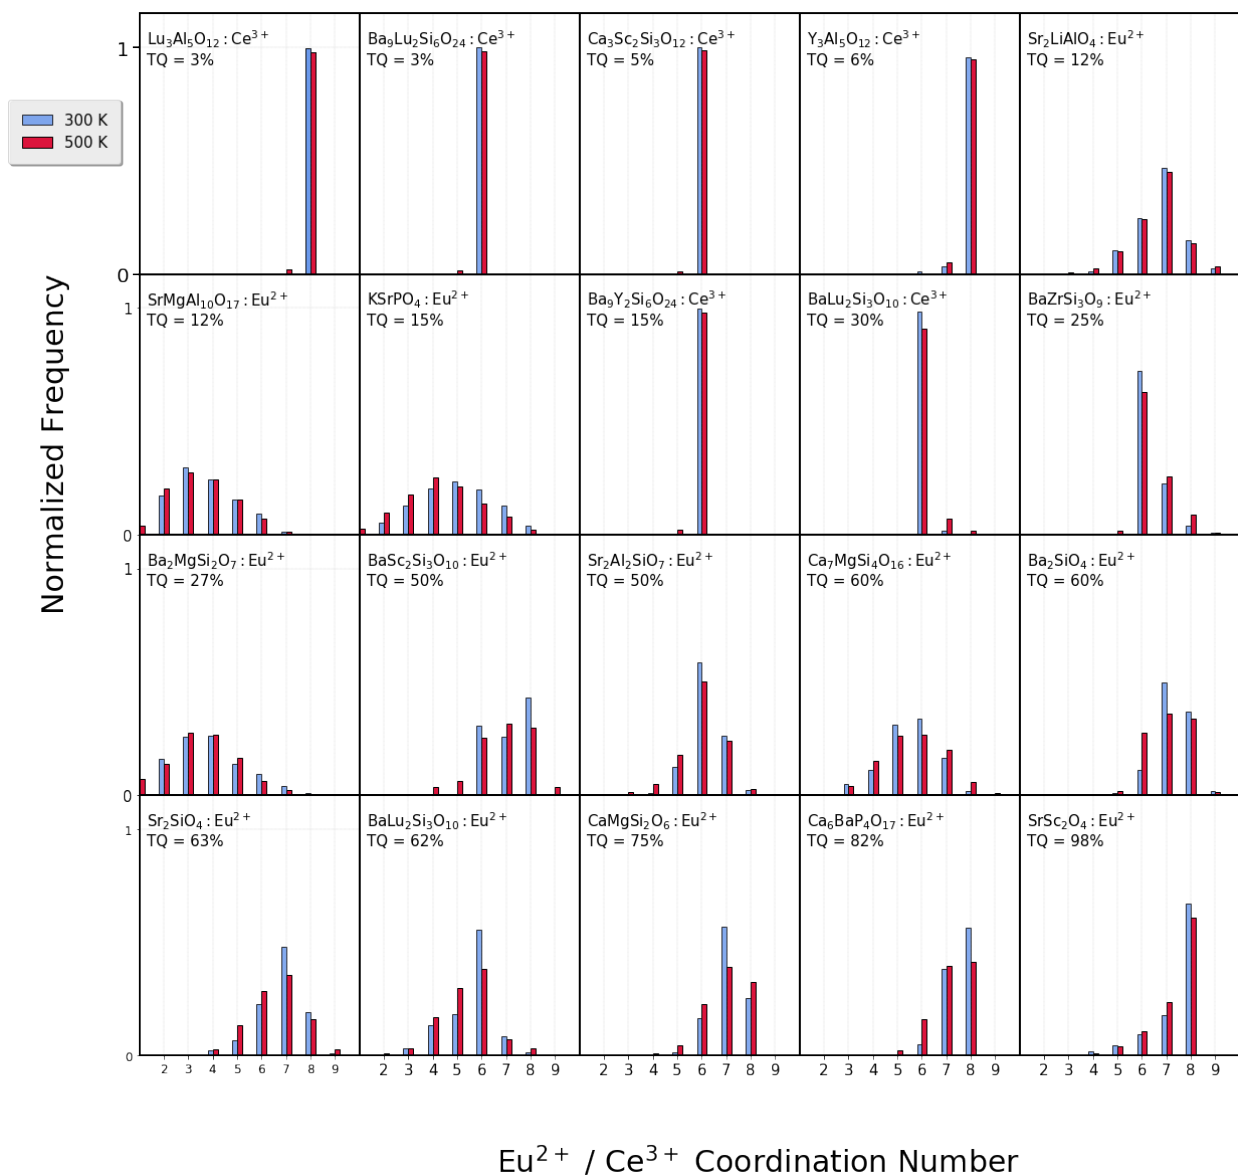 Lu₃Al₅O₁₂ : Ce³⁺
TQ = 3%
Ba₉Lu₂Si₆O₂₄ : Ce³⁺
TQ = 3%
Ca₃Sc₂Si₃O₁₂ : Ce³⁺
TQ = 5%
Y₃Al₅O₁₂ : Ce³⁺
TQ = 6%
Sr₂LiAlO₄ : Eu²⁺
TQ = 12%
1
0
300 K
500 K
SrMgAl₁₀O₁₇ : Eu²⁺
TQ = 12%
KSrPO₄ : Eu²⁺
TQ = 15%
Ba₉Y₂Si₆O₂₄ : Ce³⁺
TQ = 15%
BaLu₂Si₃O₁₀ : Ce³⁺
TQ = 30%
BaZrSi₃O₉ : Eu²⁺
TQ = 25%
1
0
Normalized Frequency
Ba₂MgSi₂O₇ : Eu²⁺
TQ = 27%
BaSc₂Si₃O₁₀ : Eu²⁺
TQ = 50%
Sr₂Al₂SiO₇ : Eu²⁺
TQ = 50%
Ca₇MgSi₄O₁₆ : Eu²⁺
TQ = 60%
Ba₂SiO₄ : Eu²⁺
TQ = 60%
1
0
Sr₂SiO₄ : Eu²⁺
TQ = 63%
BaLu₂Si₃O₁₀ : Eu²⁺
TQ = 62%
CaMgSi₂O₆ : Eu²⁺
TQ = 75%
Ca₆BaP₄O₁₇ : Eu²⁺
TQ = 82%
SrSc₂O₄ : Eu²⁺
TQ = 98%
1
0
2 3 4 5 6 7 8 9
2 3 4 5 6 7 8 9
2 3 4 5 6 7 8 9
2 3 4 5 6 7 8 9
2 3 4 5 6 7 8 9
Eu²⁺ / Ce³⁺ Coordination Number